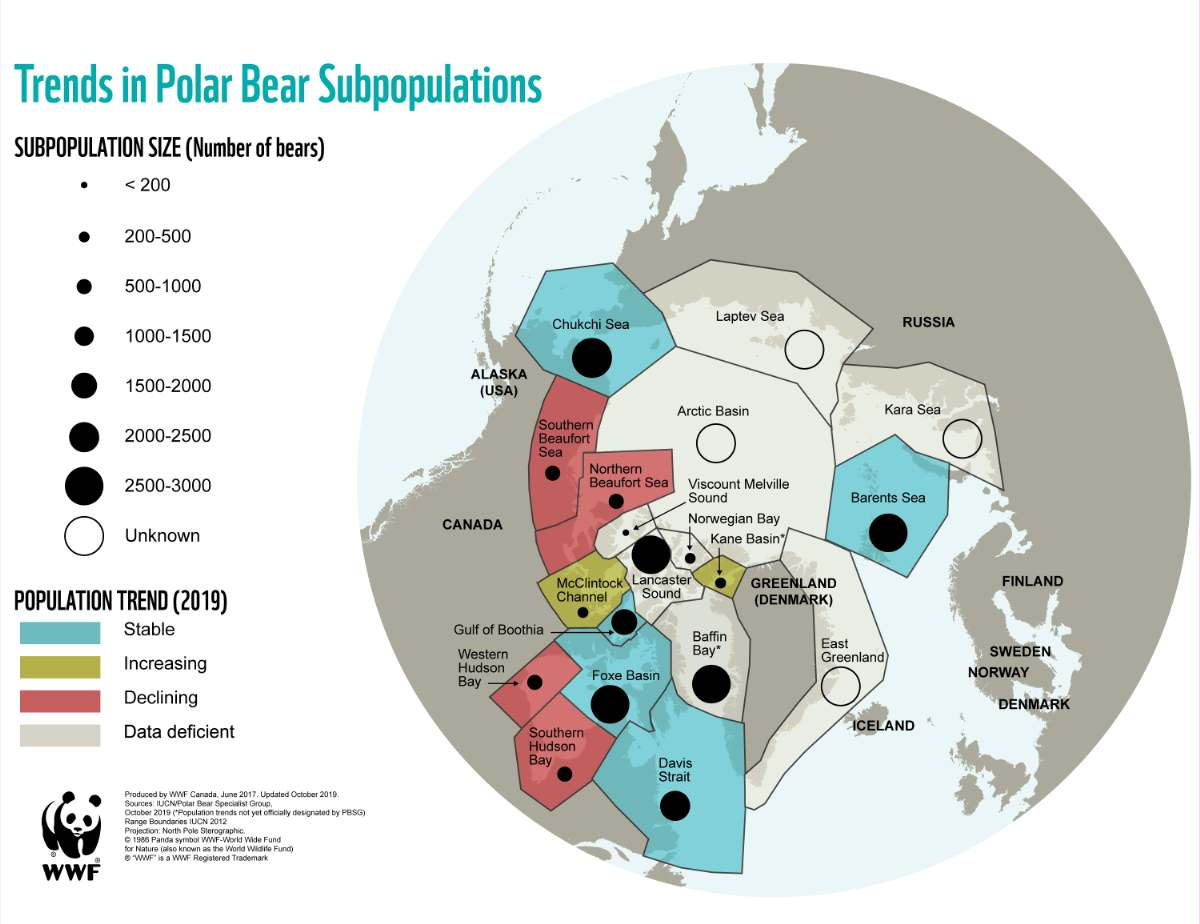 Trends in Polar Bear Subpopulations
SUBPOPULATION SIZE (Number of bears)
< 200
200-500
500-1000
1000-1500
1500-2000
2000-2500
2500-3000
Unknown
POPULATION TREND (2019)
Stable
Increasing
Declining
Data deficient
Produced by WWF Canada, June 2017. Updated October 2019.
Sources: IUCN/Polar Bear Specialist Group,
October 2019 (*Population trends not yet officially designated by PBSG)
Range Boundaries IUCN 2012
Projection: North Pole Sterographic.
© 1986 Panda symbol WWF-World Wide Fund
for Nature (also known as the World Wildlife Fund)
® "WWF" is a WWF Registered Trademark
©
®
WWF
Chukchi Sea
Laptev Sea
RUSSIA
ALASKA
(USA)
Arctic Basin
Kara Sea
Southern
Beaufort
Sea
Northern
Beaufort Sea
Viscount Melville
Sound
Barents Sea
Norwegian Bay
CANADA
Kane Basin*
McClintock
Channel
Lancaster
Sound
GREENLAND
(DENMARK)
FINLAND
Gulf of Boothia
Baffin
Bay*
East
Greenland
Western
Hudson
Bay
Foxe Basin
SWEDEN
NORWAY
DENMARK
ICELAND
Southern
Hudson
Bay
Davis
Strait